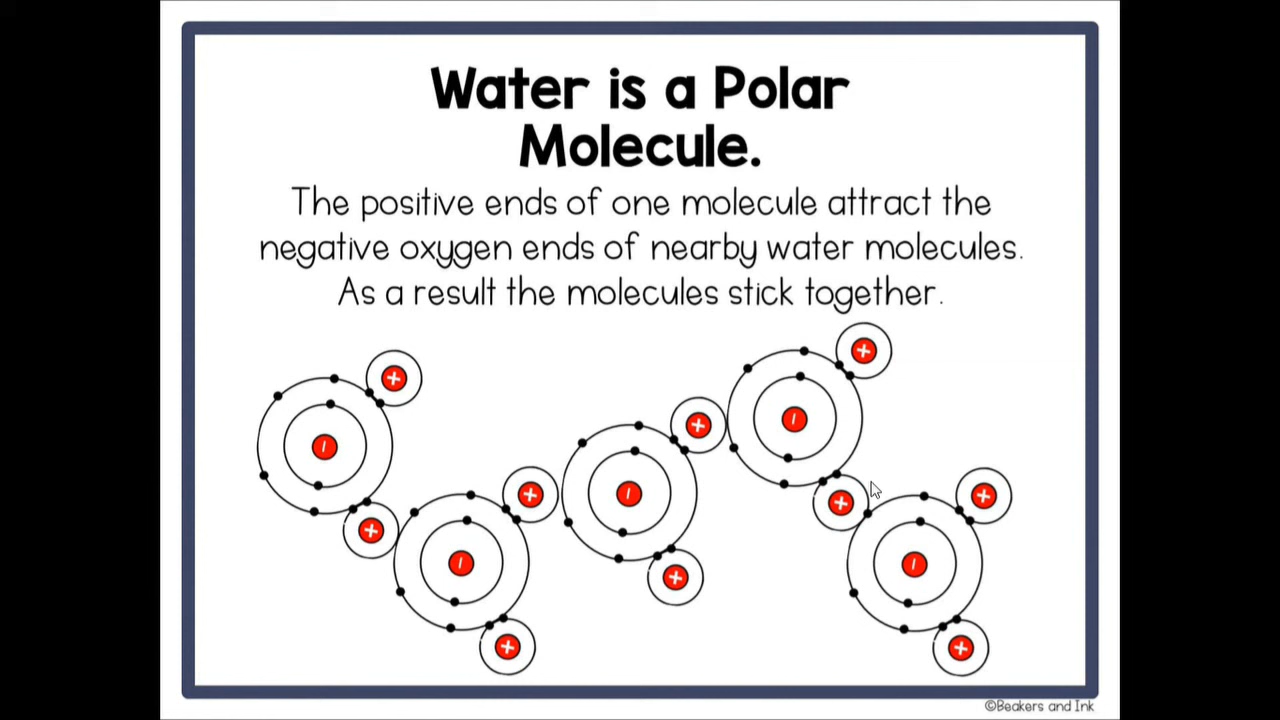 Water is a Polar
Molecule.
The positive ends of one molecule attract the
negative oxygen ends of nearby water molecules.
As a result the molecules stick together.
+
+
+
+
+
+
+
+
+
+
-
-
-
-
-
©Beakers and Ink